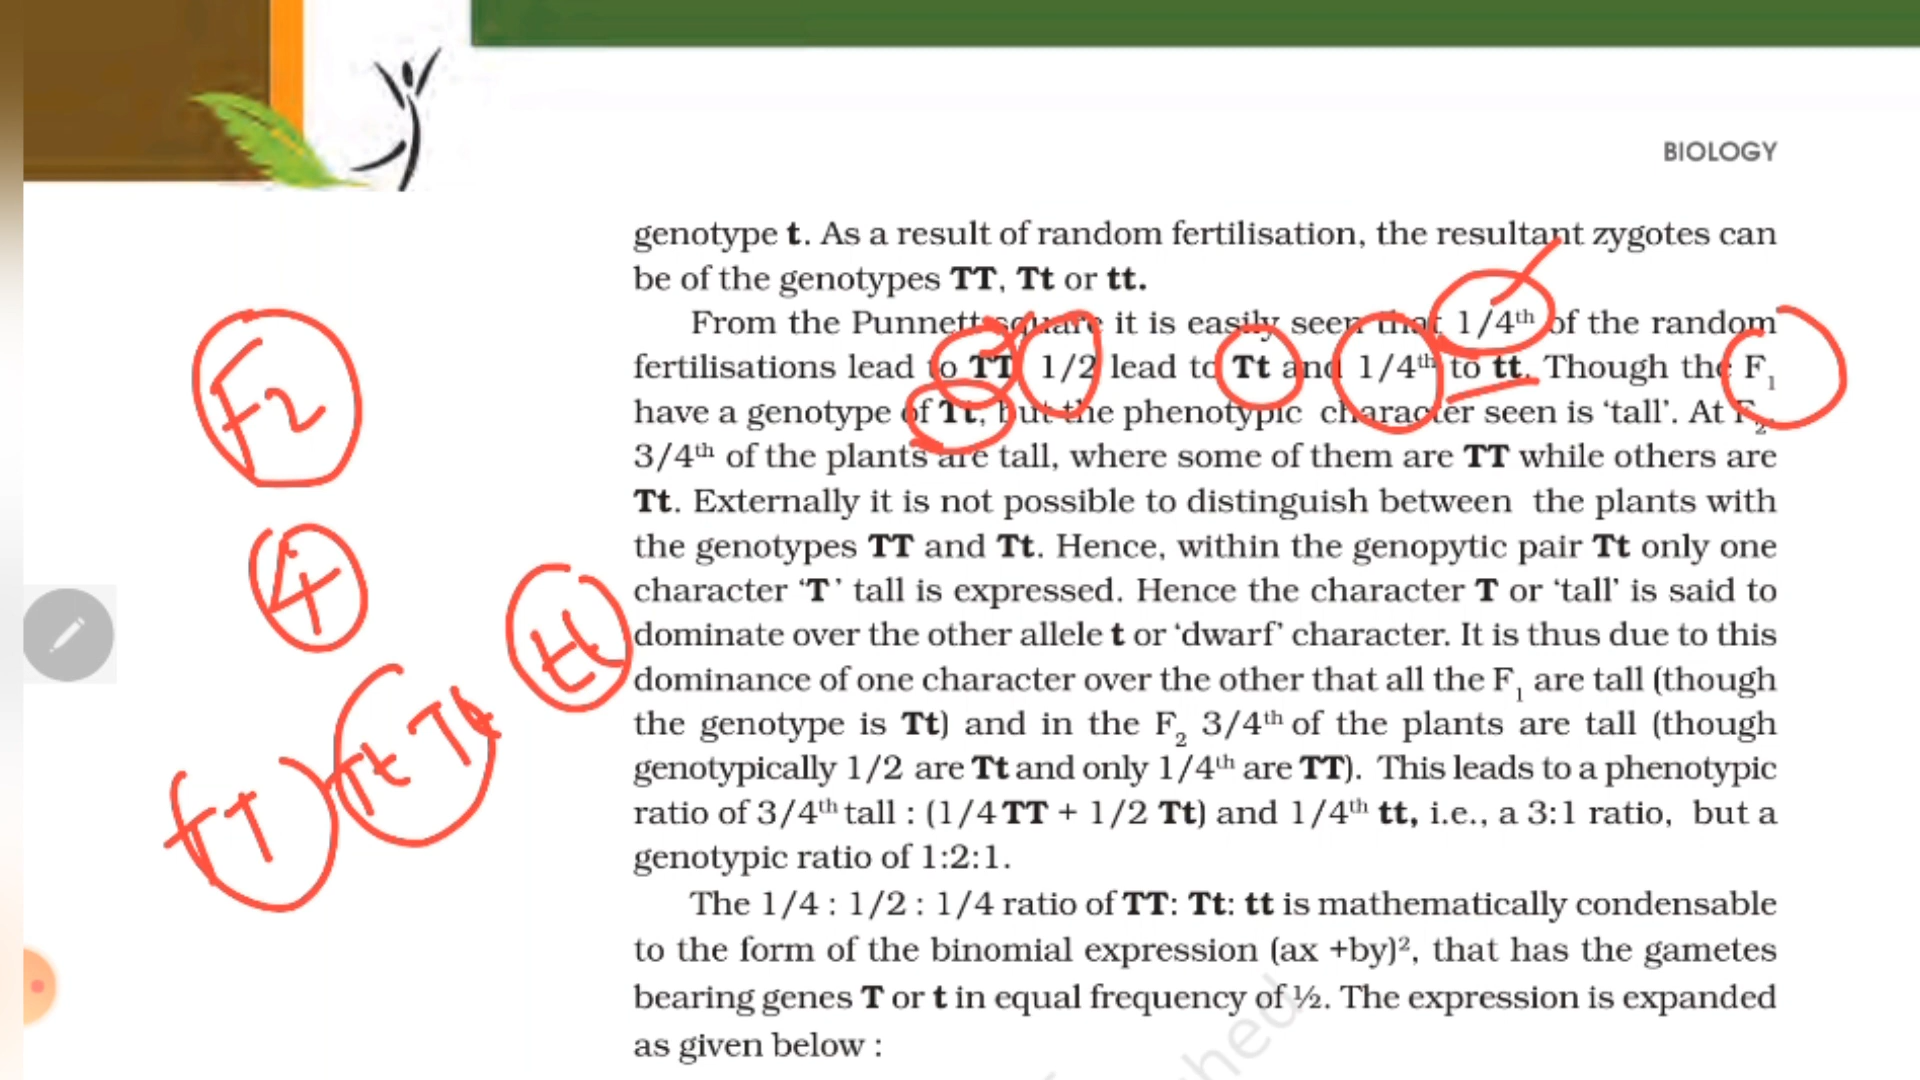 BIOLOGY
genotype t. As a result of random fertilisation, the resultant zygotes can
be of the genotypes TT, Tt or tt.
From the Punnett square it is easily seen that 1/4th of the random
fertilisations lead to TT, 1/2 lead to Tt and 1/4th to tt. Though the F1
have a genotype of Tt, but the phenotypic character seen is ‘tall’. At F2,
3/4th of the plants are tall, where some of them are TT while others are
Tt. Externally it is not possible to distinguish between the plants with
the genotypes TT and Tt. Hence, within the genopytic pair Tt only one
character ‘T’ tall is expressed. Hence the character T or ‘tall’ is said to
dominate over the other allele t or ‘dwarf’ character. It is thus due to this
dominance of one character over the other that all the F1 are tall (though
the genotype is Tt) and in the F2 3/4th of the plants are tall (though
genotypically 1/2 are Tt and only 1/4th are TT). This leads to a phenotypic
ratio of 3/4th tall : (1/4 TT + 1/2 Tt) and 1/4th tt, i.e., a 3:1 ratio, but a
genotypic ratio of 1:2:1.
The 1/4 : 1/2 : 1/4 ratio of TT: Tt: tt is mathematically condensable
to the form of the binomial expression (ax +by)², that has the gametes
bearing genes T or t in equal frequency of ½. The expression is expanded
as given below :
F2
4
TT Tt Tt tt